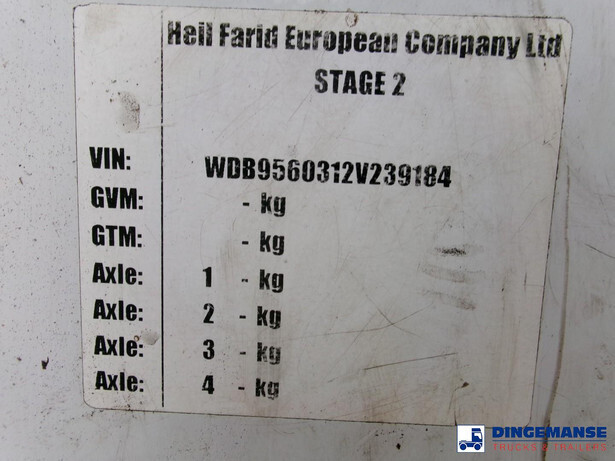 Heil Farid European Company Ltd
STAGE 2
VIN: WDB9560312V239184
GVM: - kg
GTM: - kg
Axle: 1 - kg
Axle: 2 - kg
Axle: 3 - kg
Axle: 4 - kg
DINGEMANSE
TRUCKS & TRAILERS